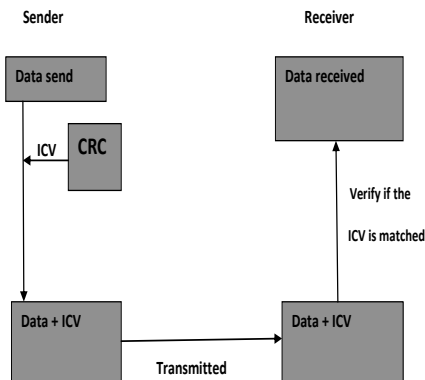 Sender
Receiver
Data send
Data received
ICV
CRC
Verify if the
ICV is matched
Data + ICV
Data + ICV
Transmitted